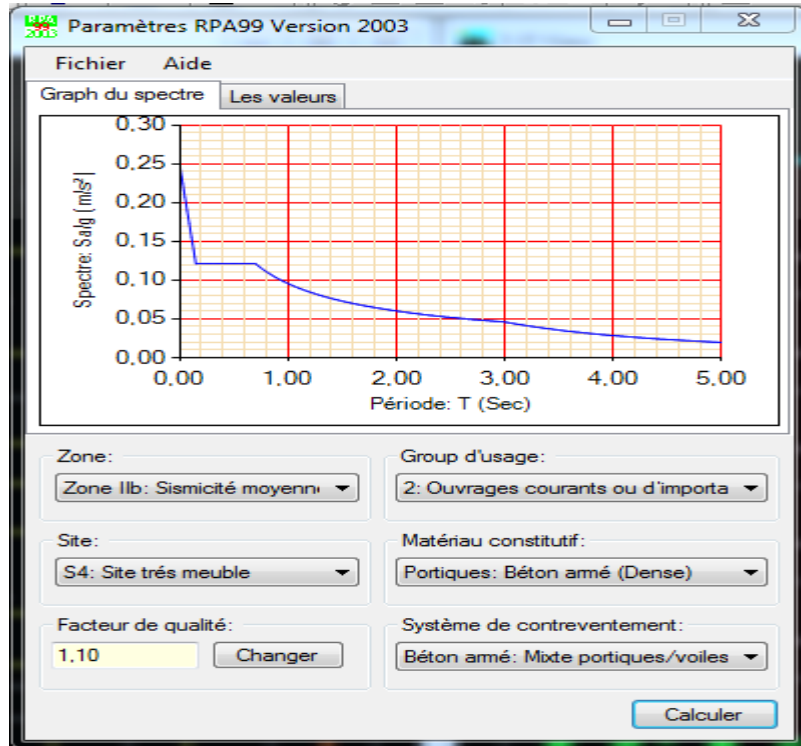 RPA 99 2003 Paramètres RPA99 Version 2003
Fichier Aide
Graph du spectre Les valeurs
Spectre: Sa/g [m/s²]
0,30
0,25
0,20
0,15
0,10
0,05
0,00
0,00 1,00 2,00 3,00 4,00 5,00
Période: T (Sec)
Zone: Group d'usage:
Zone IIb: Sismicité moyenn 2: Ouvrages courants ou d'importa
Site: Matériau constitutif:
S4: Site trés meuble Portiques: Béton armé (Dense)
Facteur de qualité: Système de contreventement:
1,10 Changer Béton armé: Mixte portiques/voiles
Calculer